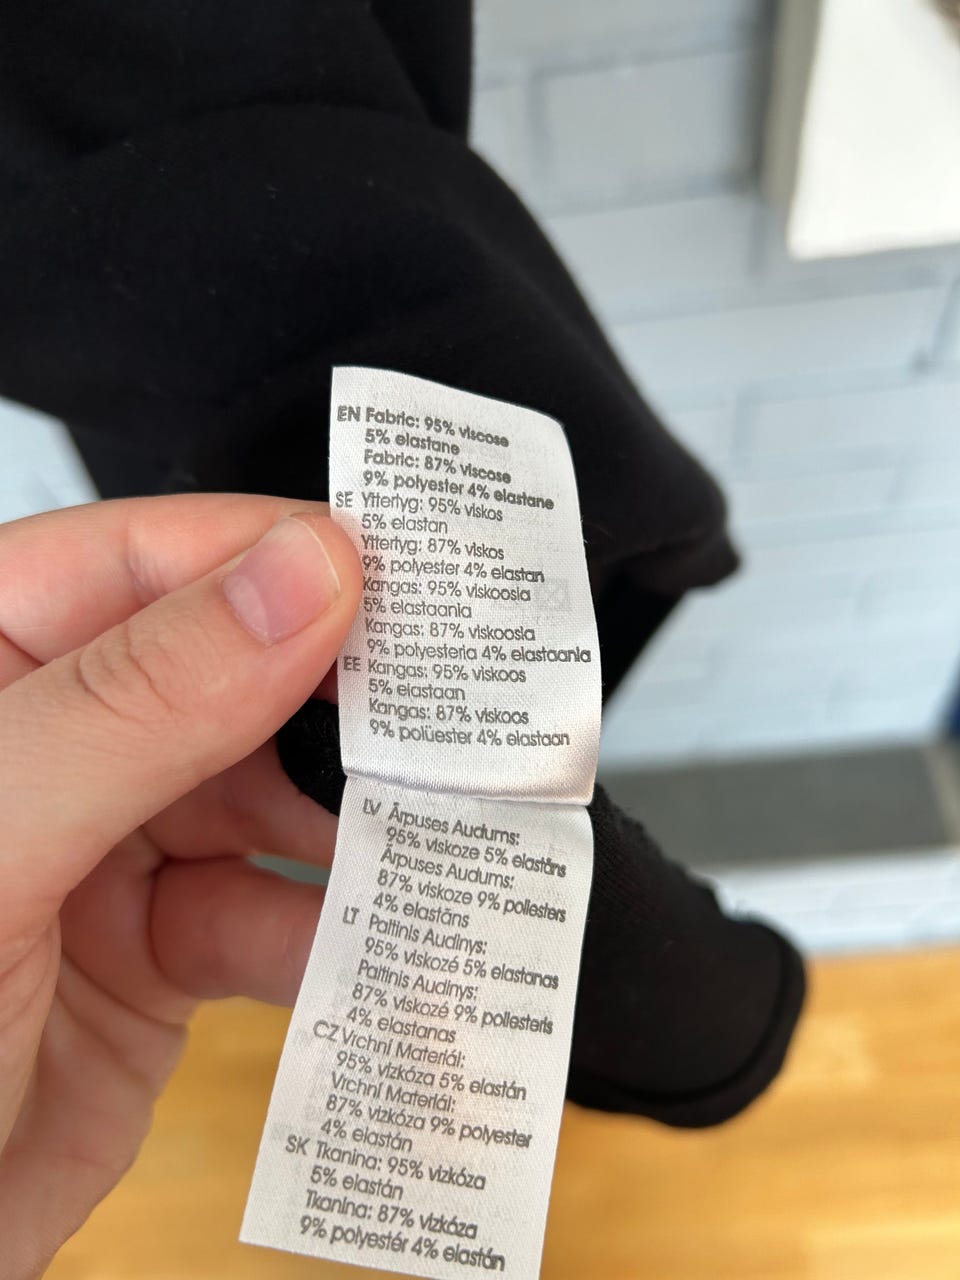 EN Fabric: 95% viscose
5% elastane
Fabric: 87% viscose
9% polyester 4% elastane
SE Yttertyg: 95% viskos
5% elastan
Yttertyg: 87% viskos
9% polyester 4% elastan
Kangas: 95% viskoosia
5% elastaania
Kangas: 87% viskoosia
9% polyesteria 4% elastaania
EE Kangas: 95% viskoos
5% elastaan
Kangas: 87% viskoos
9% polüester 4% elastaan
LV Ārpuses Audums:
95% viskoze 5% elastāns
Ārpuses Audums:
87% viskoze 9% poliesters
4% elastāns
LT Paltinis Audinys:
95% viskozé 5% elastanas
Paltinis Audinys:
87% viskozé 9% poliesteris
4% elastanas
CZ Vrchní Materiál:
95% vizkóza 5% elastán
Vrchní Materiál:
87% vizkóza 9% polyester
4% elastán
SK Tkanina: 95% vizkóza
5% elastán
Tkanina: 87% vizkóza
9% polyestér 4% elastán